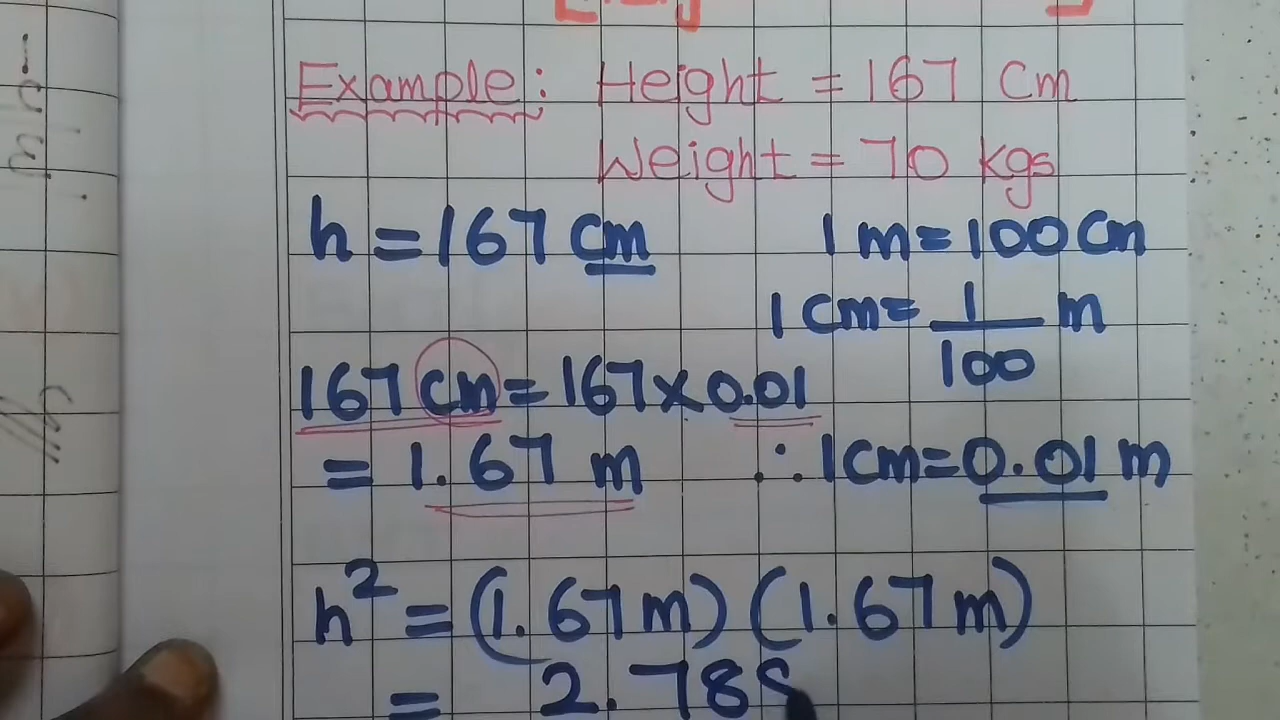 Example: Height = 167 Cm
Weight = 70 kgs
h = 167 cm
1 m = 100 Cm
1 cm = 1/100 m
167 cm = 167 x 0.01
= 1.67 m
∴ 1 cm = 0.01 m
h² = (1.67 m) (1.67 m)
= 2.788